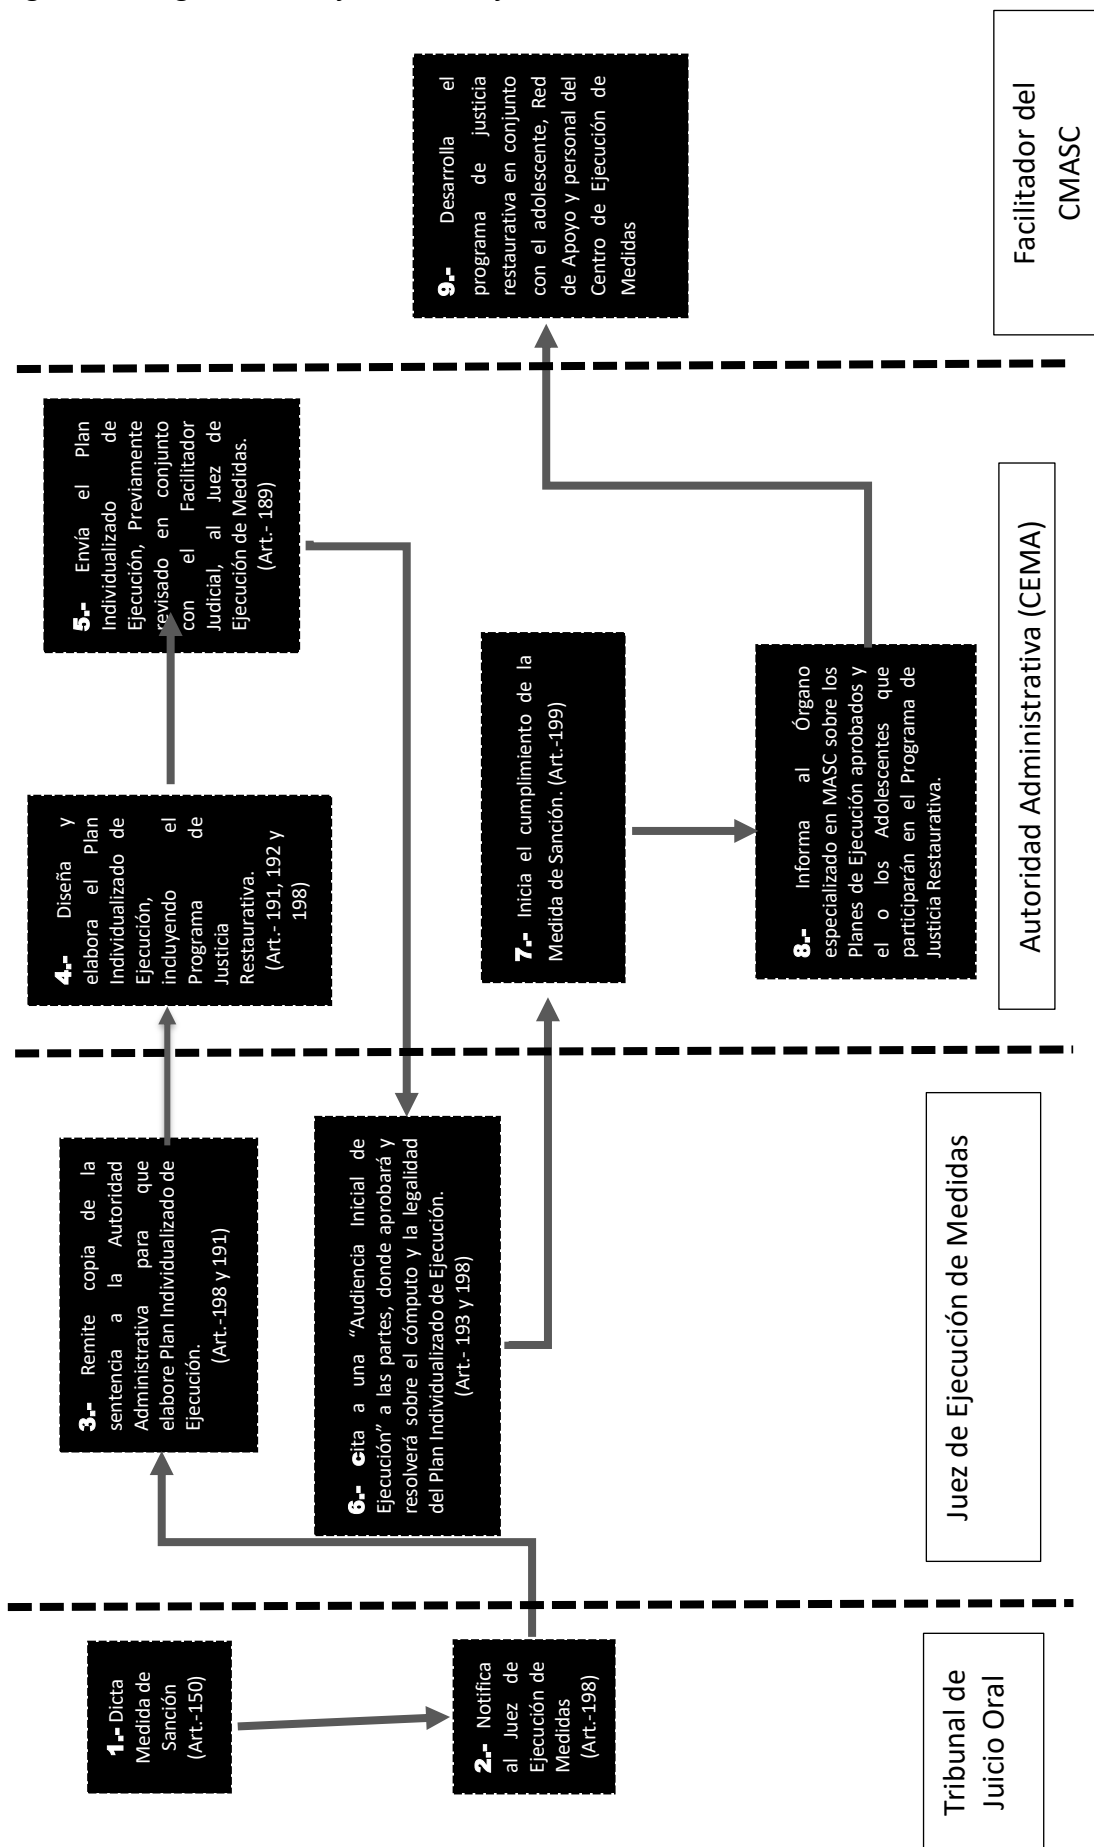 1.- Dicta
Medida de
Sanción
(Art.-150)
2.- Notifica
al Juez de
Ejecución de
Medidas
(Art.-198)
Tribunal de
Juicio Oral
3.- Remite copia de la
sentencia a la Autoridad
Administrativa para que
elabore Plan Individualizado de
Ejecución.
(Art.-198 y 191)
6.- cita a una “Audiencia Inicial de
Ejecución” a las partes, donde aprobará y
resolverá sobre el cómputo y la legalidad
del Plan Individualizado de Ejecución.
(Art.- 193 y 198)
Juez de Ejecución de Medidas
4.- Diseña y
elabora el Plan
Individualizado de
Ejecución,
incluyendo el
Programa de
Justicia
Restaurativa.
(Art.- 191, 192 y
198)
5.- Envía el Plan
Individualizado de
Ejecución, Previamente
revisado en conjunto
con el Facilitador
Judicial, al Juez de
Ejecución de Medidas.
(Art.- 189)
7.- Inicia el cumplimiento de la
Medida de Sanción. (Art.-199)
8.- Informa al Órgano
especializado en MASC sobre los
Planes de Ejecución aprobados y
el o los Adolescentes que
participarán en el Programa de
Justicia Restaurativa.
Autoridad Administrativa (CEMA)
9.- Desarrolla el
programa de justicia
restaurativa en conjunto
con el adolescente, Red
de Apoyo y personal del
Centro de Ejecución de
Medidas
Facilitador del
CMASC